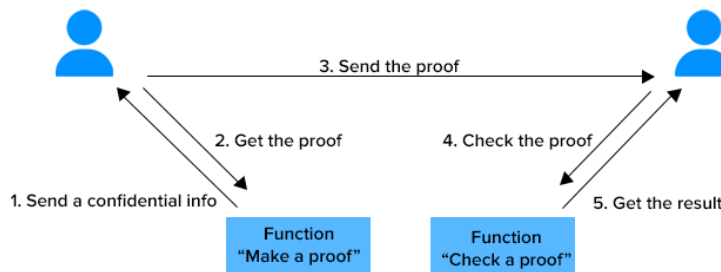 3. Send the proof
2. Get the proof
4. Check the proof
1. Send a confidential info
5. Get the result
Function
“Make a proof”
Function
“Check a proof”